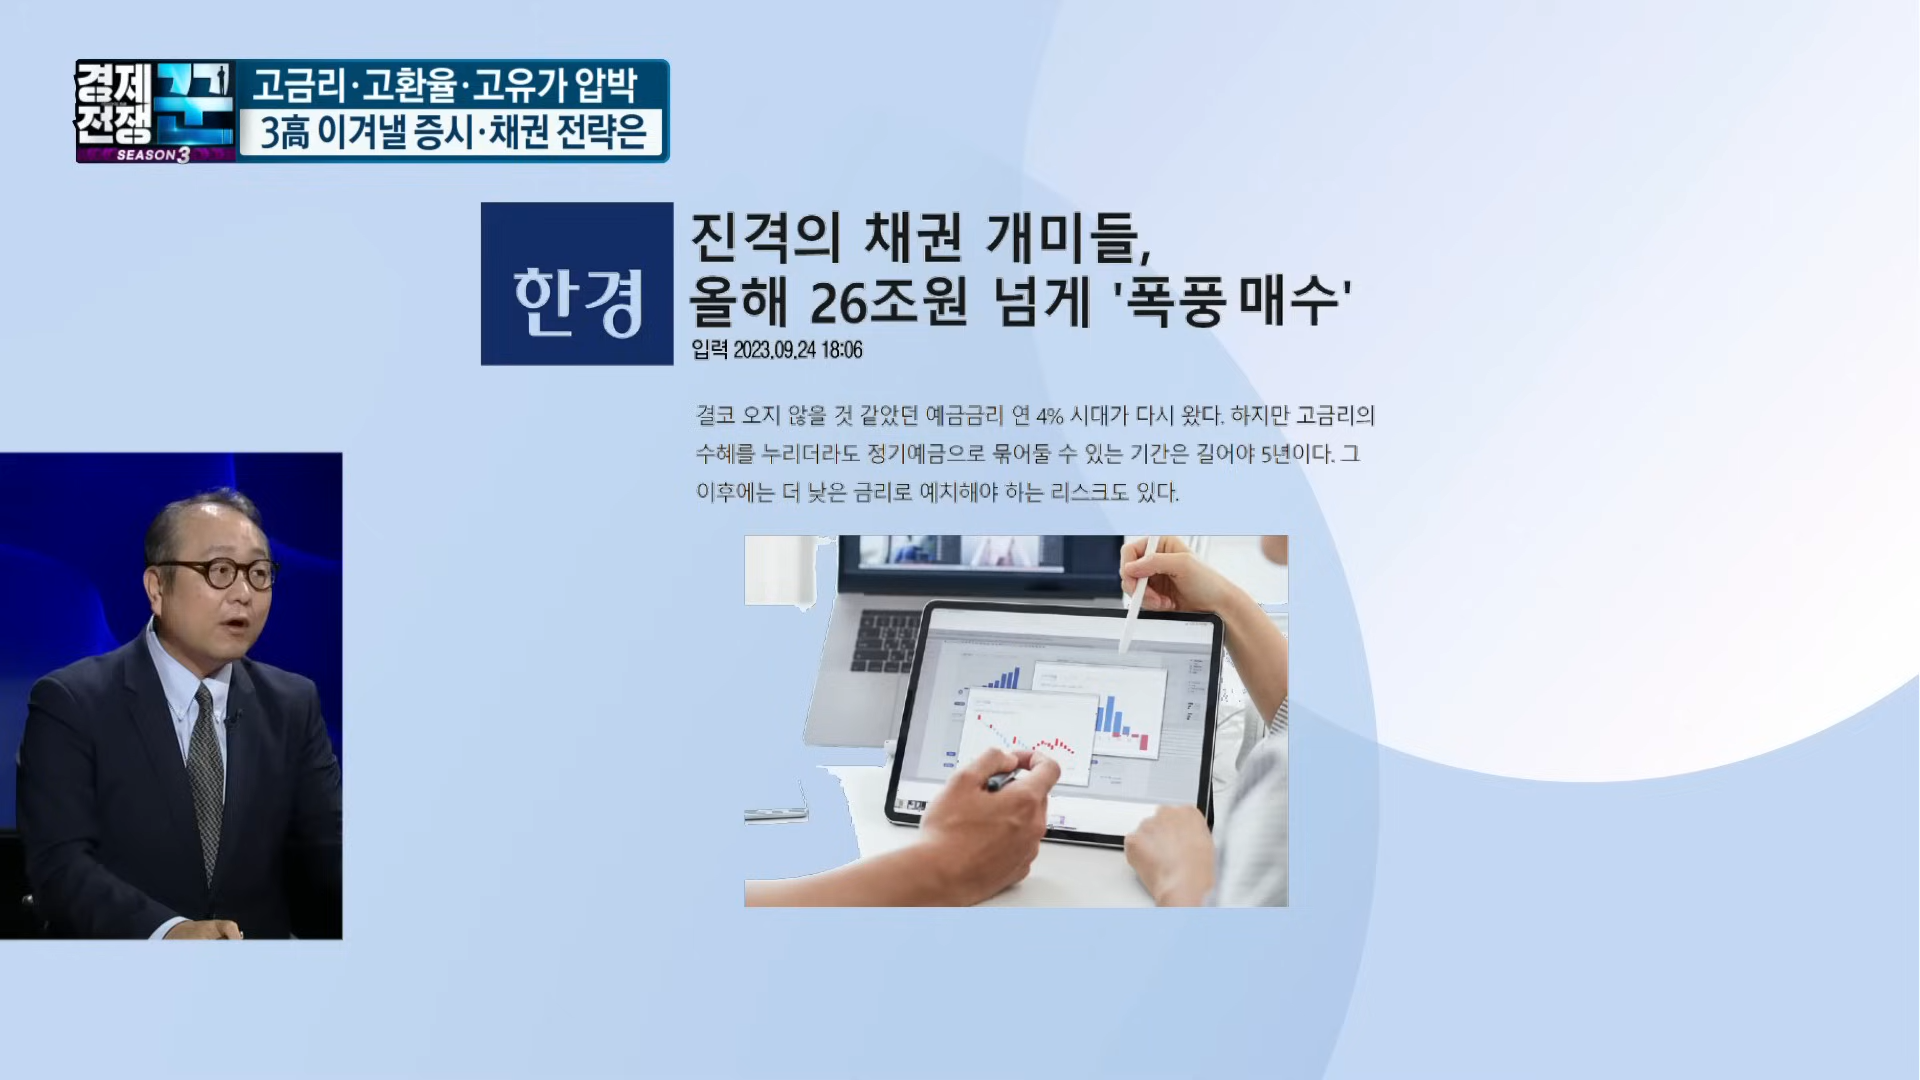 경제
전쟁
꾼
SEASON3
고금리·고환율·고유가 압박
3高 이겨낼 증시·채권 전략은
한경
진격의 채권 개미들,
올해 26조원 넘게 '폭풍 매수'
입력 2023.09.24 18:06
결코 오지 않을 것 같았던 예금금리 연 4% 시대가 다시 왔다. 하지만 고금리의
수혜를 누리더라도 정기예금으로 묶어둘 수 있는 기간은 길어야 5년이다. 그
이후에는 더 낮은 금리로 예치해야 하는 리스크도 있다.